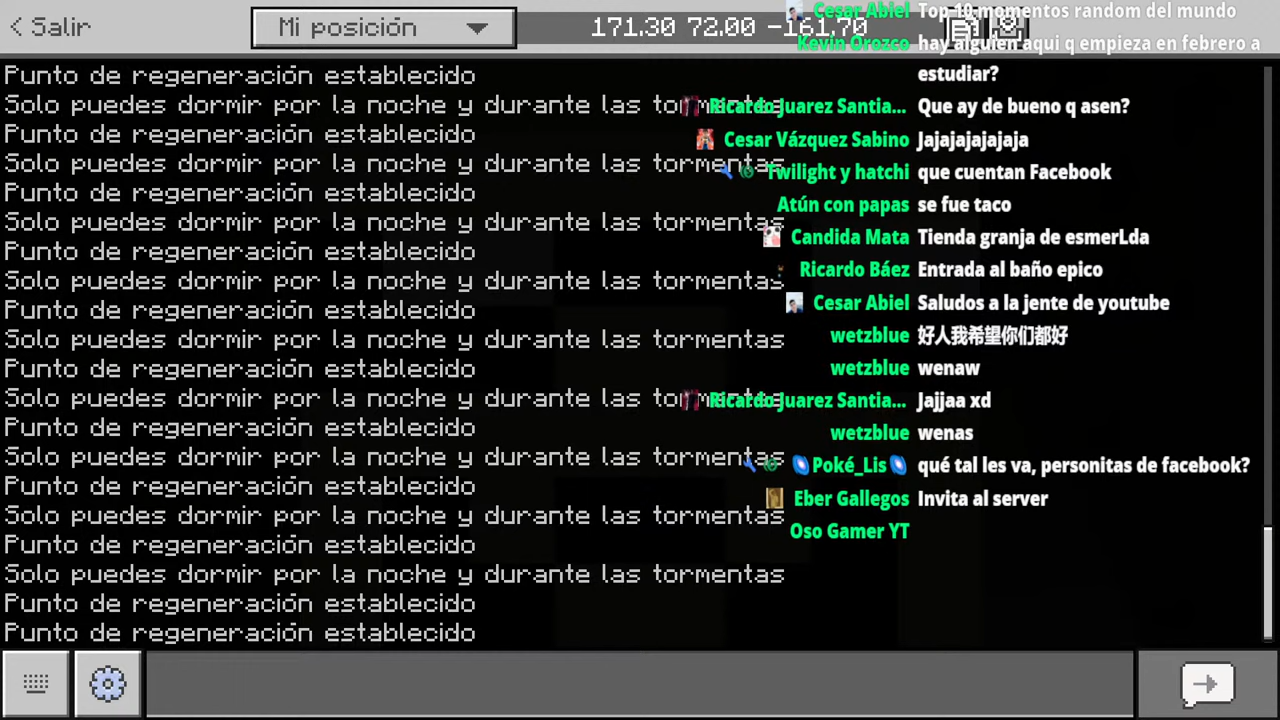 Salir
Mi posición
171.30 72.00 -161.70
Cesar Abiel Top 10 momentos random del mundo
Kevin Orozco hay alguien aqui q empieza en febrero a
estudiar?
Ricardo Juarez Santia... Que ay de bueno q asen?
Cesar Vázquez Sabino Jajajajajajaja
Twilight y hatchi que cuentan Facebook
Atún con papas se fue taco
Candida Mata Tienda granja de esmerLda
Ricardo Báez Entrada al baño epico
Cesar Abiel Saludos a la jente de youtube
wetzblue 好人我希望你们都好
wetzblue wenaw
Ricardo Juarez Santia... Jajjaa xd
wetzblue wenas
Poké_Lis qué tal les va, personitas de facebook?
Eber Gallegos Invita al server
Oso Gamer YT
Punto de regeneración establecido
Solo puedes dormir por la noche y durante las tormentas
Punto de regeneración establecido
Solo puedes dormir por la noche y durante las tormentas
Punto de regeneración establecido
Solo puedes dormir por la noche y durante las tormentas
Punto de regeneración establecido
Solo puedes dormir por la noche y durante las tormentas
Punto de regeneración establecido
Solo puedes dormir por la noche y durante las tormentas
Punto de regeneración establecido
Solo puedes dormir por la noche y durante las tormentas
Punto de regeneración establecido
Solo puedes dormir por la noche y durante las tormentas
Punto de regeneración establecido
Solo puedes dormir por la noche y durante las tormentas
Punto de regeneración establecido
Solo puedes dormir por la noche y durante las tormentas
Punto de regeneración establecido
Punto de regeneración establecido